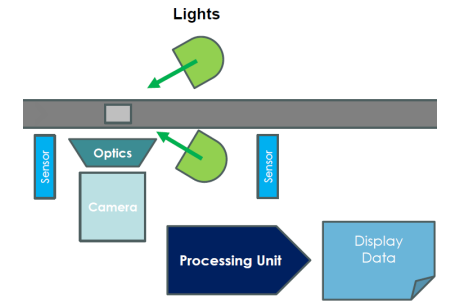 Lights
Sensor
Optics
Sensor
Camera
Processing Unit
Display
Data